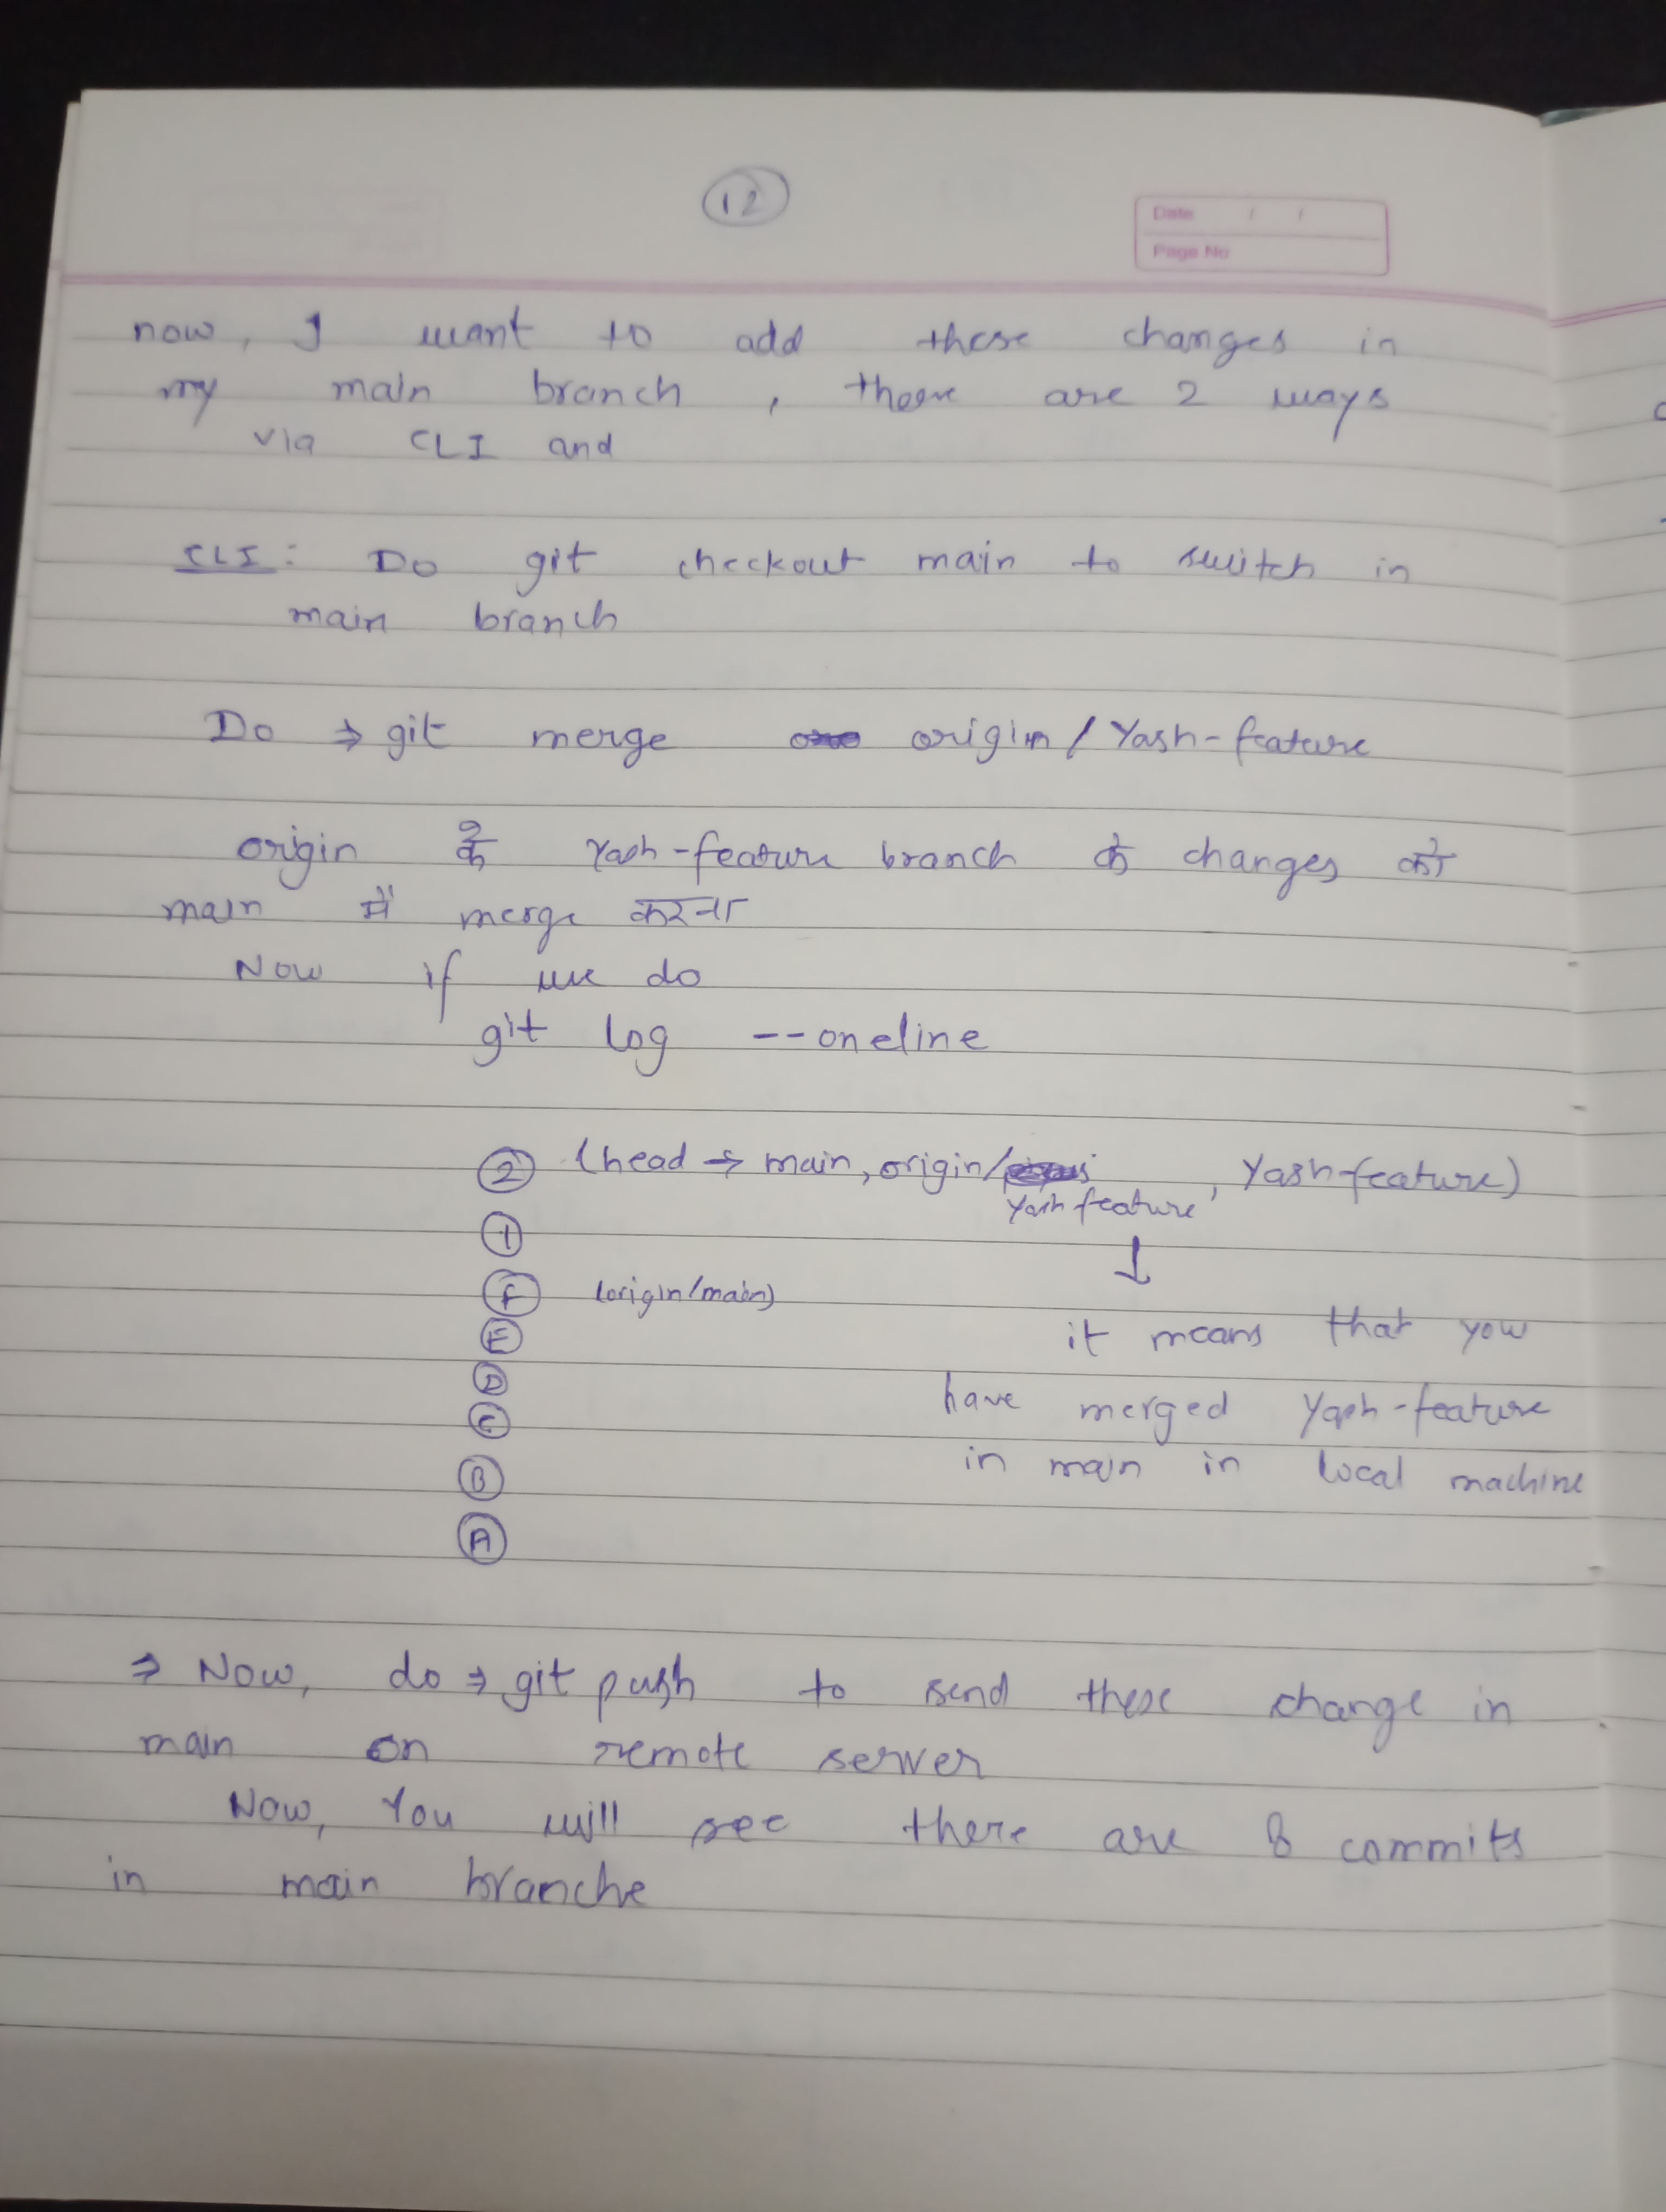 12
Date / /
Page No
now, I want to add these changes in
my main branch, there are 2 ways
via CLI and
CLI: Do git checkout main to switch in
main branch
Do ⇒ git merge origin/Yash-feature
origin के Yash-feature branch के changes को
main में merge करना
Now if we do
git log --oneline
② (head → main, origin/Yash feature, Yash-feature)
①
Ⓕ (origin/main)
↓
Ⓔ it means that you
Ⓓ
Ⓒ have merged Yash-feature
Ⓑ in main in local machine
Ⓐ
⇒ Now, do ⇒ git push to send these change in
main on remote server
Now, You will see there are 8 commits
in main branche